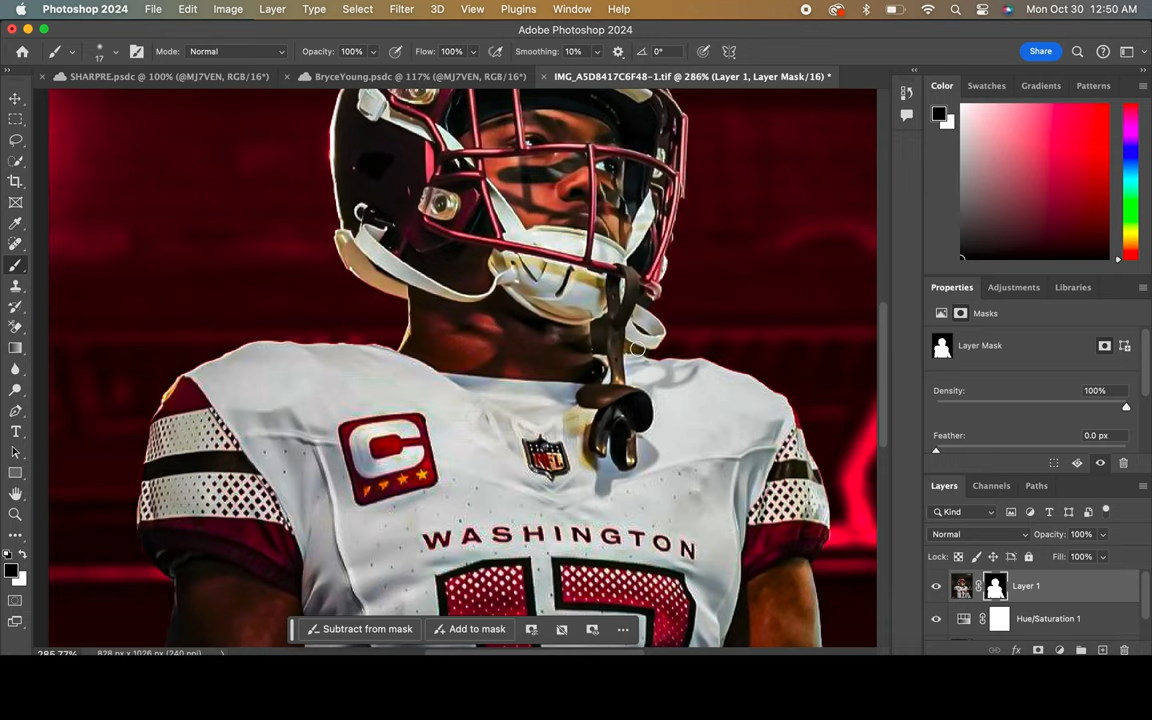 Photoshop 2024 File Edit Image Layer Type Select Filter 3D View Plugins Window Help Mon Oct 30 12:50 AM
Adobe Photoshop 2024
17 Mode: Normal Opacity: 100% Flow: 100% Smoothing: 10% 0° Share
SHARPRE.psdc @ 100% (@MJ7VEN, RGB/16*) BryceYoung.psdc @ 117% (@MJ7VEN, RGB/16*) IMG_A5D8417C6F48-1.tif @ 286% (Layer 1, Layer Mask/16) *
Color Swatches Gradients Patterns
Properties Adjustments Libraries
Masks
Layer Mask
Density: 100%
Feather: 0.0 px
C
NFL
WASHINGTON
Layers Channels Paths
Kind
Normal Opacity: 100%
Lock: Fill: 100%
Layer 1
Hue/Saturation 1
Subtract from mask Add to mask
285.77% 828 px x 1026 px (240 ppi)